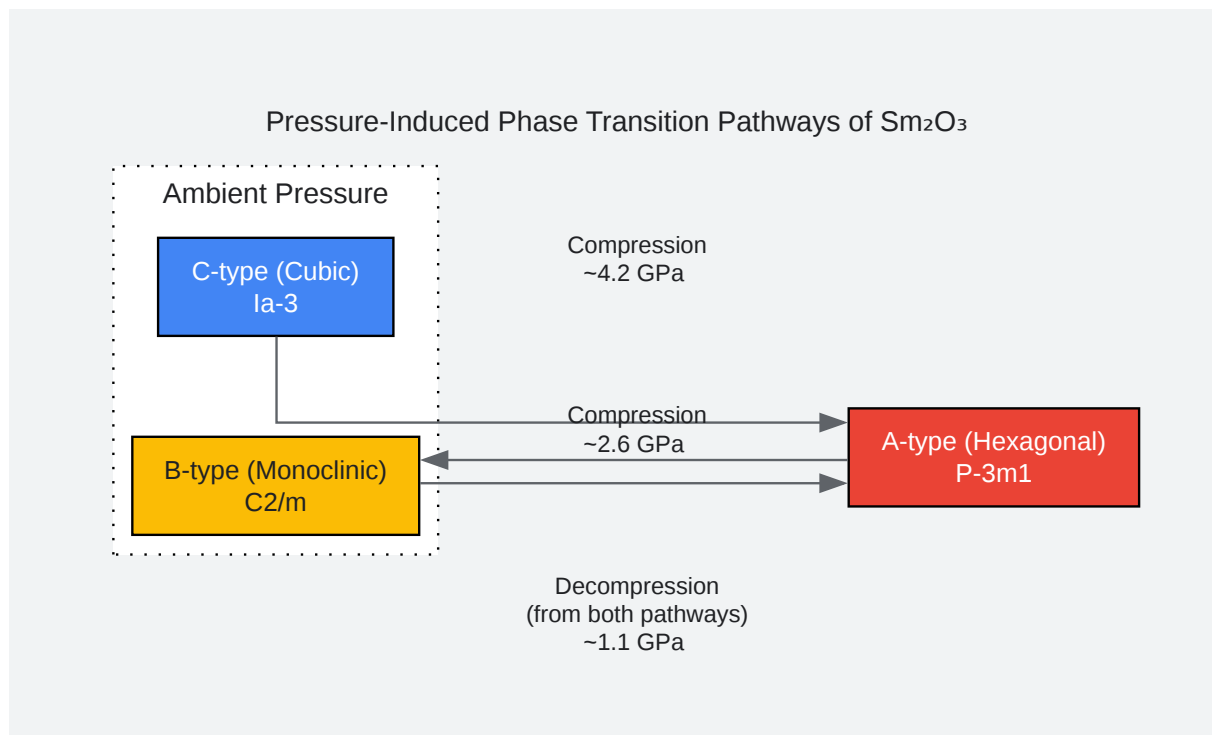 Pressure-Induced Phase Transition Pathways of Sm₂O₃
Ambient Pressure
C-type (Cubic)
Ia-3
Compression
~4.2 GPa
Compression
~2.6 GPa
B-type (Monoclinic)
C2/m
A-type (Hexagonal)
P-3m1
Decompression
(from both pathways)
~1.1 GPa